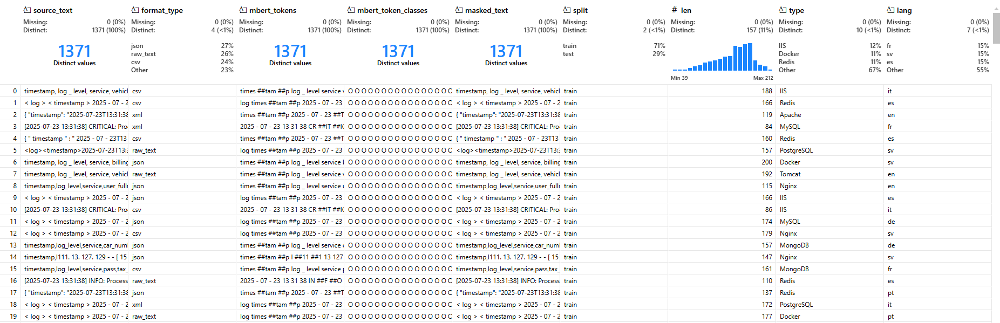 source_text format_type mbert_tokens mbert_token_classes masked_text split # len type lang
Missing: 0 (0%) Missing: 0 (0%) Missing: 0 (0%) Missing: 0 (0%) Missing: 0 (0%) Missing: 0 (0%) Missing: 0 (0%) Missing: 0 (0%) Missing: 0 (0%)
Distinct: 1371 (100%) Distinct: 4 (<1%) Distinct: 1371 (100%) Distinct: 1371 (100%) Distinct: 1371 (100%) Distinct: 2 (<1%) Distinct: 157 (11%) Distinct: 10 (<1%) Distinct: 7 (<1%)
1371 json 27% 1371 1371 1371 train 71% IIS 12% fr 15%
raw_text 26% test 29% Docker 11% sv 15%
Distinct values csv 24% Distinct values Distinct values Distinct values Redis 11% es 15%
Other 23% Other 67% Other 55%
Min 39 Max 212
0 timestamp, log _ level, service, vehicl csv times ##tam ##p log _ level service v O O O O O O O O O O O O O O O O timestamp, log _ level, service, vehicl train 188 IIS it
1 < log > < timestamp > 2025 - 07 - 2 csv log times ##tam ##p 2025 - 07 - 23 O O O O O O O O O O O O O O O O < log > < timestamp > 2025 - 07 - 2 train 166 Redis es
2 { "timestamp": "2025-07-23T13:31:38 xml times ##tam ##p 2025 - 07 - 23 ##T O O O O O O O O O O O O O O O O { "timestamp": "2025-07-23T13:31:38 train 119 Apache en
3 [2025-07-23 13:31:38] CRITICAL: Pro xml 2025 - 07 - 23 13 31 38 CR ##IT ##IC O O O O O O O O O O O O O O O O [2025-07-23 13:31:38] CRITICAL: Pro train 84 MySQL fr
4 { " timestamp " : " 2025 - 07 - 23T13 csv times ##tam ##p 2025 - 07 - 23 ##T O O O O O O O O O O O O O O O O { " timestamp " : " 2025 - 07 - 23T13 train 160 Redis es
5 <log><timestamp>2025-07-23T13:3 raw_text log times ##tam ##p 2025 - 07 - 23 O O O O O O O O O O O O O O O O <log><timestamp>2025-07-23T13:3 train 157 PostgreSQL sv
6 timestamp, log _ level, service, billing json times ##tam ##p log _ level service l O O O O O O O O O O O O O O O O timestamp, log _ level, service, billing train 200 Docker sv
7 timestamp, log _ level, service, vehicl raw_text times ##tam ##p log _ level service v O O O O O O O O O O O O O O O O timestamp, log _ level, service, vehicl train 192 Tomcat en
8 timestamp,log_level,service,user_fulln json times ##tam ##p log _ level service u O O O O O O O O O O O O O O O O timestamp,log_level,service,user_fulln train 115 Nginx en
9 < log > < timestamp > 2025 - 07 - 2 json log times ##tam ##p 2025 - 07 - 23 O O O O O O O O O O O O O O O O < log > < timestamp > 2025 - 07 - 2 train 166 IIS es
10 [2025-07-23 13:31:38] CRITICAL: Pro csv 2025 - 07 - 23 13 31 38 CR ##IT ##IC O O O O O O O O O O O O O O O O [2025-07-23 13:31:38] CRITICAL: Pro train 86 IIS it
11 < log > < timestamp > 2025 - 07 - 2 json log times ##tam ##p 2025 - 07 - 23 O O O O O O O O O O O O O O O O < log > < timestamp > 2025 - 07 - 2 train 174 MySQL de
12 < log > < timestamp > 2025 - 07 - 2 csv log times ##tam ##p 2025 - 07 - 23 O O O O O O O O O O O O O O O O < log > < timestamp > 2025 - 07 - 2 train 179 Nginx sv
13 timestamp,log_level,service,car_numl json times ##tam ##p log _ level service c O O O O O O O O O O O O O O O O timestamp,log_level,service,car_numl train 157 MongoDB de
14 timestamp,l111. 13. 127. 129 - - [ 15 json times ##tam ##p l ##11 ##1 13 127 O O O O O O O O O O O O O O O O timestamp,l111. 13. 127. 129 - - [ 15 train 147 Nginx sv
15 timestamp,log_level,service,pass,tax_ csv times ##tam ##p log _ level service p O O O O O O O O O O O O O O O O timestamp,log_level,service,pass,tax_ train 161 MongoDB fr
16 [2025-07-23 13:31:38] INFO: Process raw_text 2025 - 07 - 23 13 31 38 IN ##F ##O O O O O O O O O O O O O O O O O [2025-07-23 13:31:38] INFO: Process train 110 Redis es
17 { "timestamp": "2025-07-23T13:31:38 json times ##tam ##p 2025 - 07 - 23 ##T O O O O O O O O O O O O O O O O { "timestamp": "2025-07-23T13:31:38 train 137 Redis pt
18 < log > < timestamp > 2025 - 07 - 2 xml log times ##tam ##p 2025 - 07 - 23 O O O O O O O O O O O O O O O O < log > < timestamp > 2025 - 07 - 2 train 172 PostgreSQL it
19 < log > < timestamp > 2025 - 07 - 2 raw_text log times ##tam ##p 2025 - 07 - 23 O O O O O O O O O O O O O O O O < log > < timestamp > 2025 - 07 - 2 train 177 Docker pt